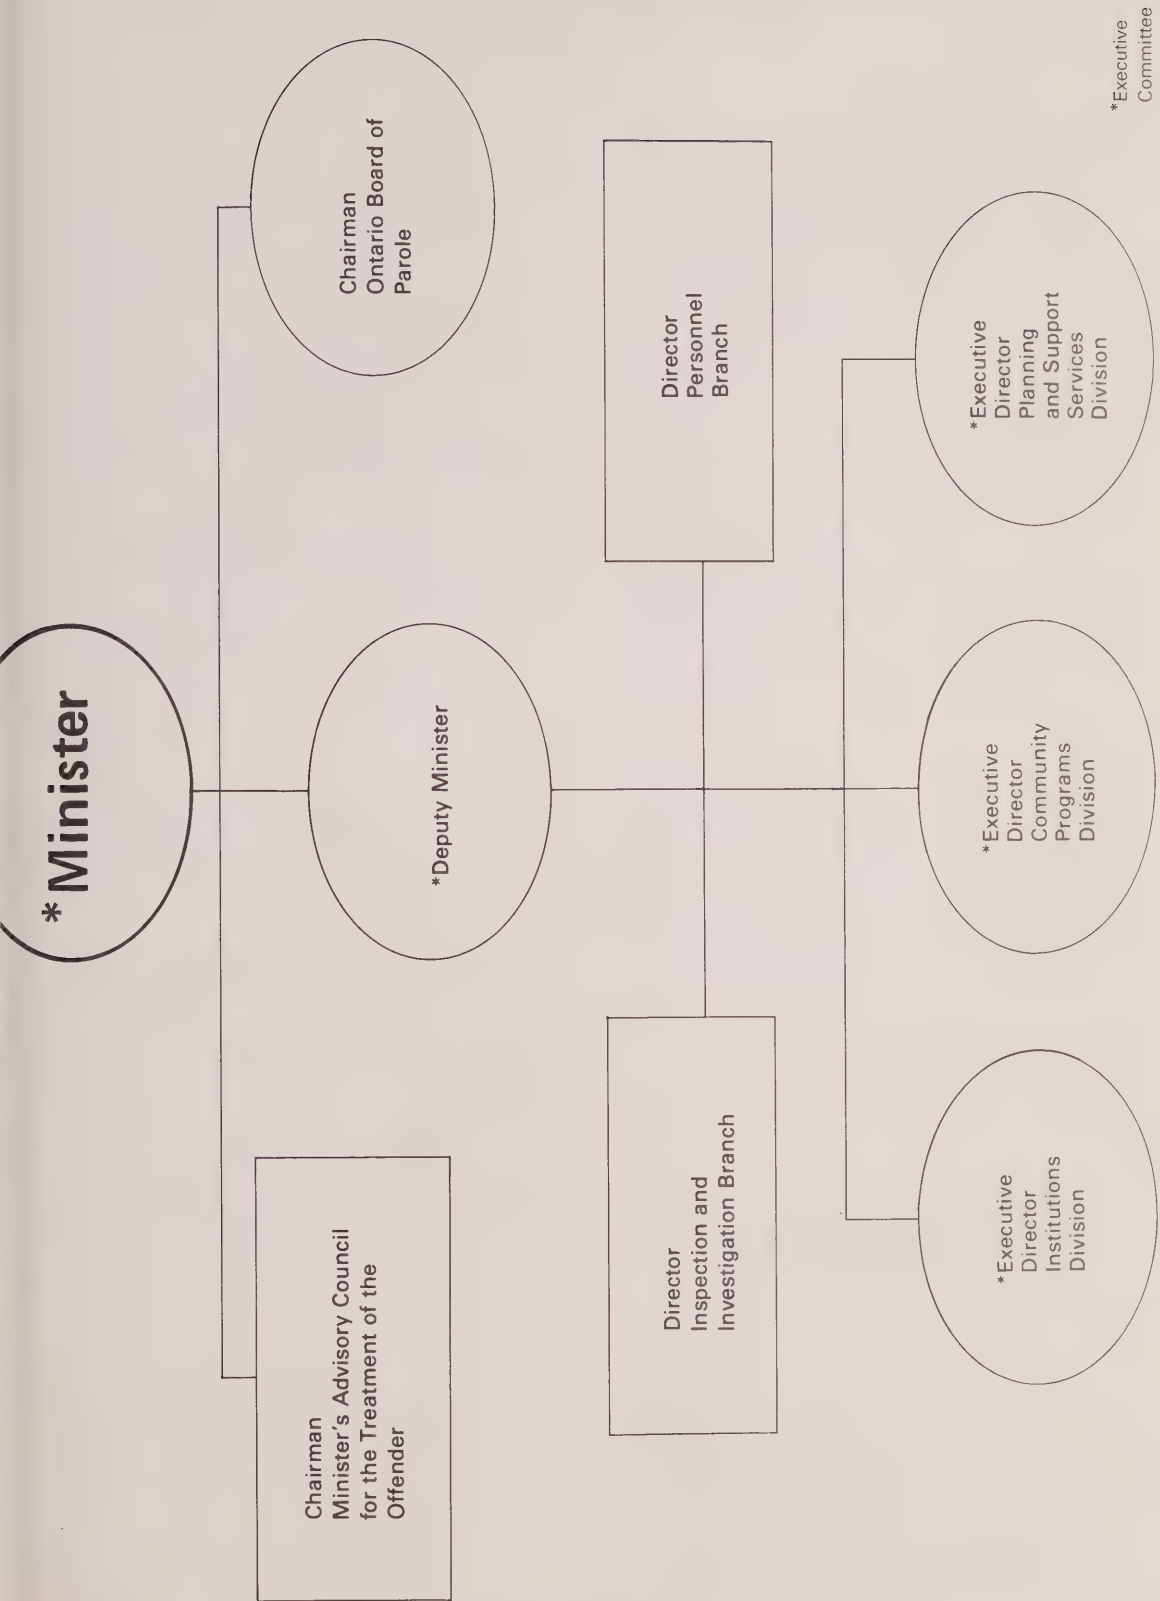 *Minister
Chairman
Minister's Advisory Council
for the Treatment of the
Offender
*Deputy Minister
Chairman
Ontario Board of
Parole
Director
Inspection and
Investigation Branch
Director
Personnel
Branch
*Executive
Director
Institutions
Division
*Executive
Director
Community
Programs
Division
*Executive
Director
Planning
and Support
Services
Division
*Executive
Committee